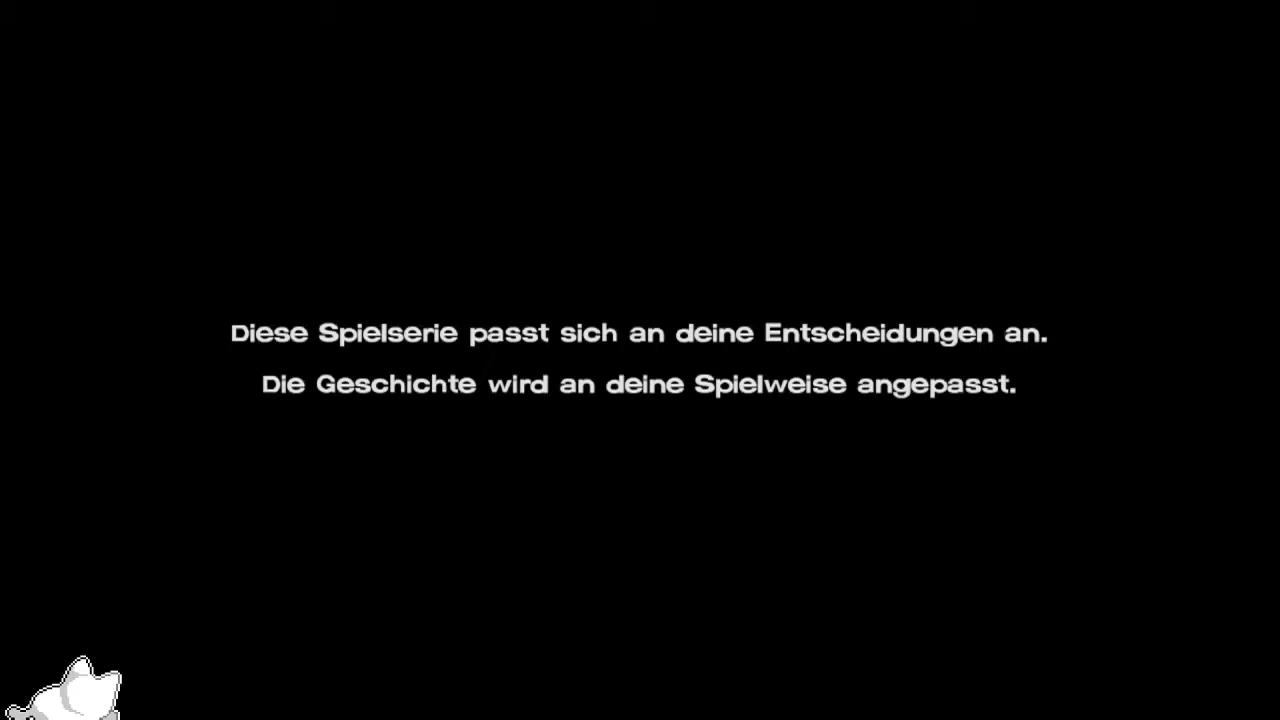 Diese Spielserie passt sich an deine Entscheidungen an.
Die Geschichte wird an deine Spielweise angepasst.